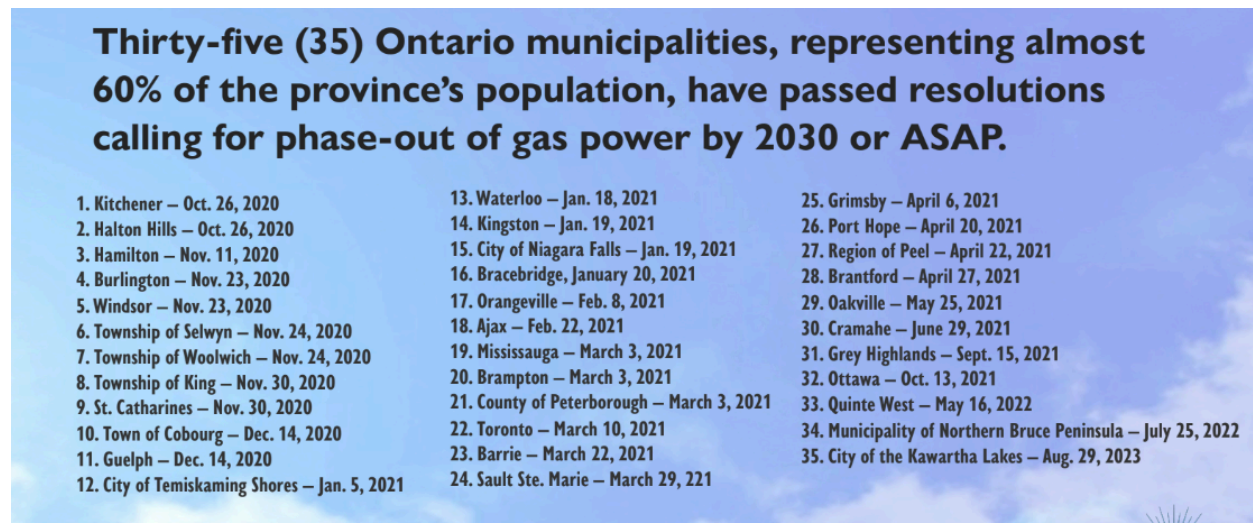 Thirty-five (35) Ontario municipalities, representing almost
60% of the province's population, have passed resolutions
calling for phase-out of gas power by 2030 or ASAP.
1. Kitchener – Oct. 26, 2020
2. Halton Hills – Oct. 26, 2020
3. Hamilton – Nov. 11, 2020
4. Burlington – Nov. 23, 2020
5. Windsor – Nov. 23, 2020
6. Township of Selwyn – Nov. 24, 2020
7. Township of Woolwich – Nov. 24, 2020
8. Township of King – Nov. 30, 2020
9. St. Catharines – Nov. 30, 2020
10. Town of Cobourg – Dec. 14, 2020
11. Guelph – Dec. 14, 2020
12. City of Temiskaming Shores – Jan. 5, 2021
13. Waterloo – Jan. 18, 2021
14. Kingston – Jan. 19, 2021
15. City of Niagara Falls – Jan. 19, 2021
16. Bracebridge, January 20, 2021
17. Orangeville – Feb. 8, 2021
18. Ajax – Feb. 22, 2021
19. Mississauga – March 3, 2021
20. Brampton – March 3, 2021
21. County of Peterborough – March 3, 2021
22. Toronto – March 10, 2021
23. Barrie – March 22, 2021
24. Sault Ste. Marie – March 29, 221
25. Grimsby – April 6, 2021
26. Port Hope – April 20, 2021
27. Region of Peel – April 22, 2021
28. Brantford – April 27, 2021
29. Oakville – May 25, 2021
30. Cramahe – June 29, 2021
31. Grey Highlands – Sept. 15, 2021
32. Ottawa – Oct. 13, 2021
33. Quinte West – May 16, 2022
34. Municipality of Northern Bruce Peninsula – July 25, 2022
35. City of the Kawartha Lakes – Aug. 29, 2023